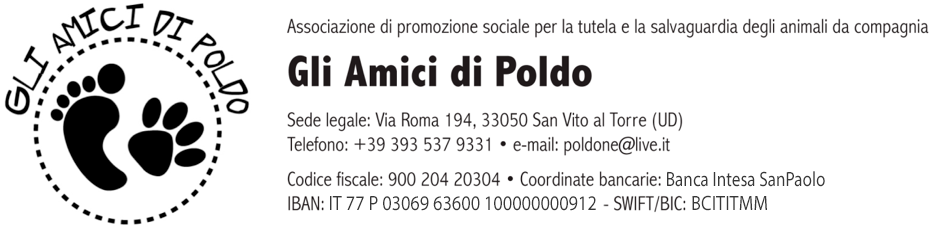 GLI AMICI DI POLDO
Associazione di promozione sociale per la tutela e la salvaguardia degli animali da compagnia
Gli Amici di Poldo
Sede legale: Via Roma 194, 33050 San Vito al Torre (UD)
Telefono: +39 393 537 9331 • e-mail: poldone@live.it
Codice fiscale: 900 204 20304 • Coordinate bancarie: Banca Intesa SanPaolo
IBAN: IT 77 P 03069 63600 100000000912 - SWIFT/BIC: BCITITMM